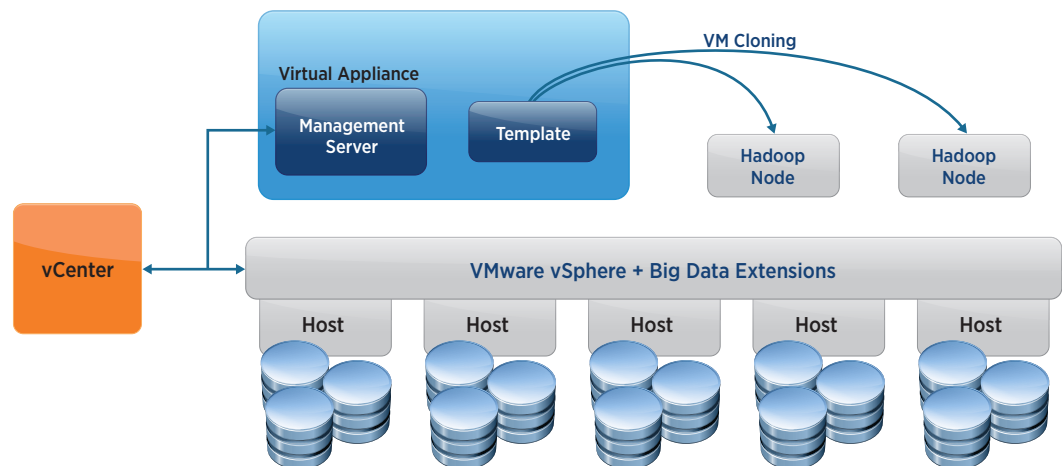 VM Cloning
Virtual Appliance
Management
Server
Template
Hadoop
Node
Hadoop
Node
vCenter
VMware vSphere + Big Data Extensions
Host
Host
Host
Host
Host